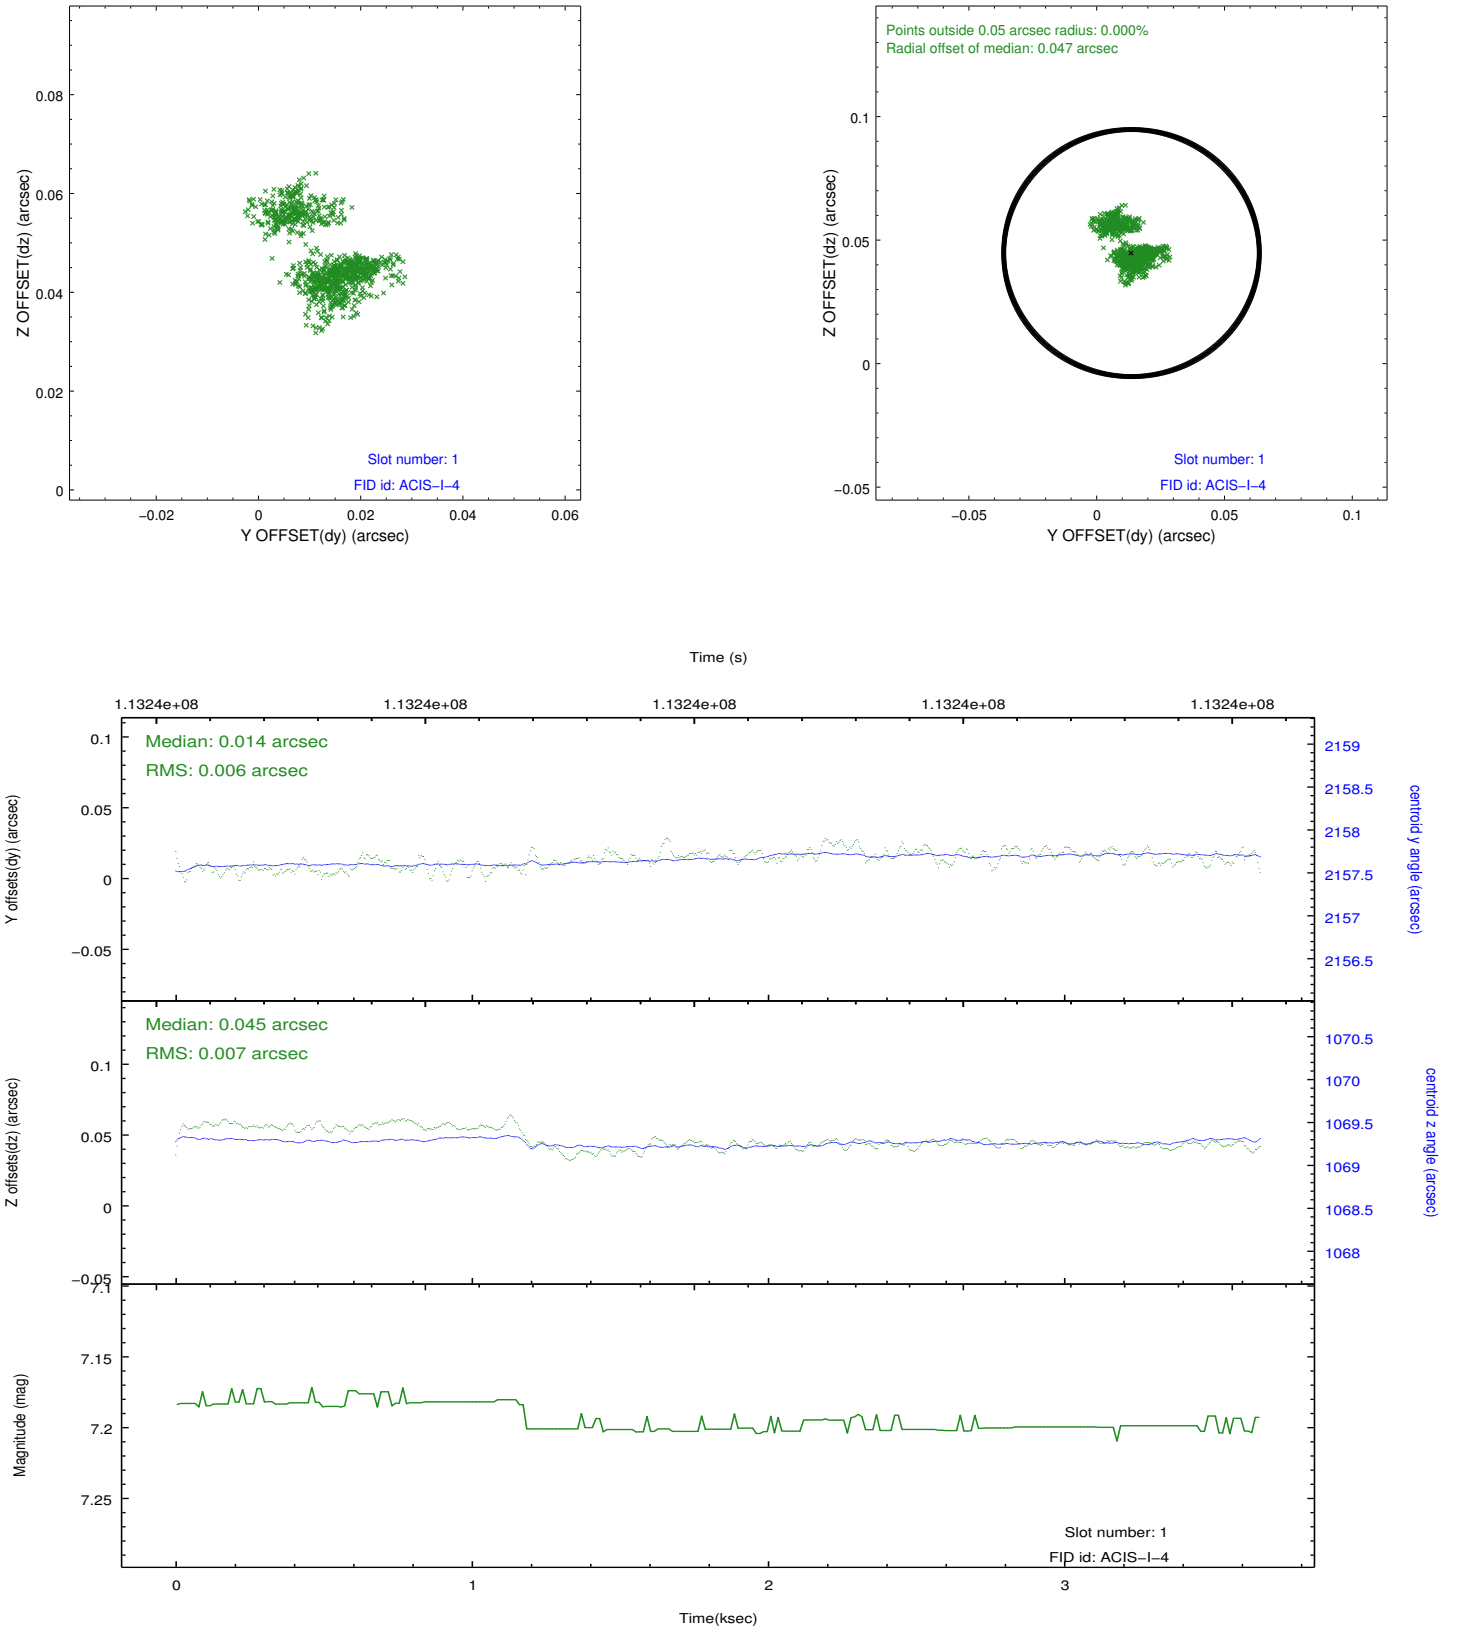 0.08
0.06
0.04
0.02
0
Z OFFSET(dz) (arcsec)
Slot number: 1
FID id: ACIS−I−4
−0.02
0
0.02
0.04
0.06
Y OFFSET(dy) (arcsec)
Points outside 0.05 arcsec radius: 0.000%
Radial offset of median: 0.047 arcsec
0.1
0.05
0
−0.05
Z OFFSET(dz) (arcsec)
Slot number: 1
FID id: ACIS−I−4
−0.05
0
0.05
0.1
Y OFFSET(dy) (arcsec)
Time (s)
1.1324e+08
1.1324e+08
1.1324e+08
1.1324e+08
1.1324e+08
Median: 0.014 arcsec
RMS: 0.006 arcsec
0.1
0.05
0
−0.05
Y offsets(dy) (arcsec)
2159
2158.5
2158
2157.5
2157
2156.5
centroid y angle (arcsec)
Median: 0.045 arcsec
RMS: 0.007 arcsec
0.1
0.05
0
−0.05
Z offsets(dz) (arcsec)
1070.5
1070
1069.5
1069
1068.5
1068
centroid z angle (arcsec)
7.1
7.15
7.2
7.25
Magnitude (mag)
Slot number: 1
FID id: ACIS−I−4
0
1
2
3
Time(ksec)